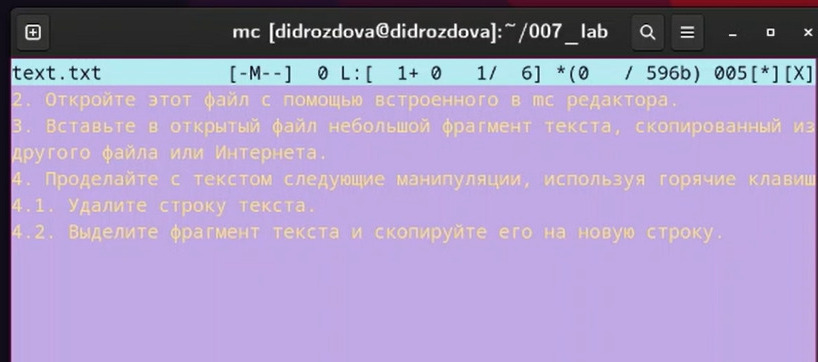 mc [didrozdova@didrozdova]:~/007_lab
text.txt [-M--] 0 L:[ 1+ 0 1/ 6] *(0 / 596b) 005[*][X]
2. Откройте этот файл с помощью встроенного в mc редактора.
3. Вставьте в открытый файл небольшой фрагмент текста, скопированный из
другого файла или Интернета.
4. Проделайте с текстом следующие манипуляции, используя горячие клавиш
4.1. Удалите строку текста.
4.2. Выделите фрагмент текста и скопируйте его на новую строку.